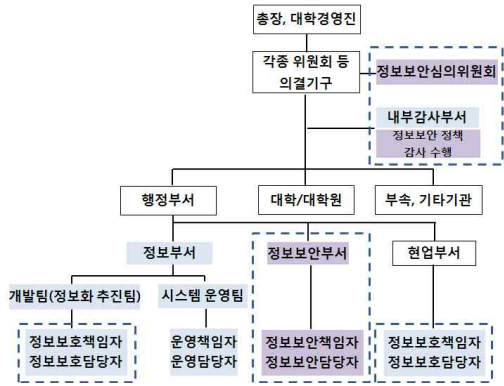 총장, 대학경영진
각종 위원회 등
의결기구
정보보안심의위원회
내부감사부서
정보보안 정책
감사 수행
행정부서
대학/대학원
부속, 기타기관
정보부서
정보보안부서
현업부서
개발팀(정보화 추진팀)
시스템 운영팀
정보보호책임자
정보보호담당자
운영책임자
운영담당자
정보보안책임자
정보보안담당자
정보보호책임자
정보보호담당자